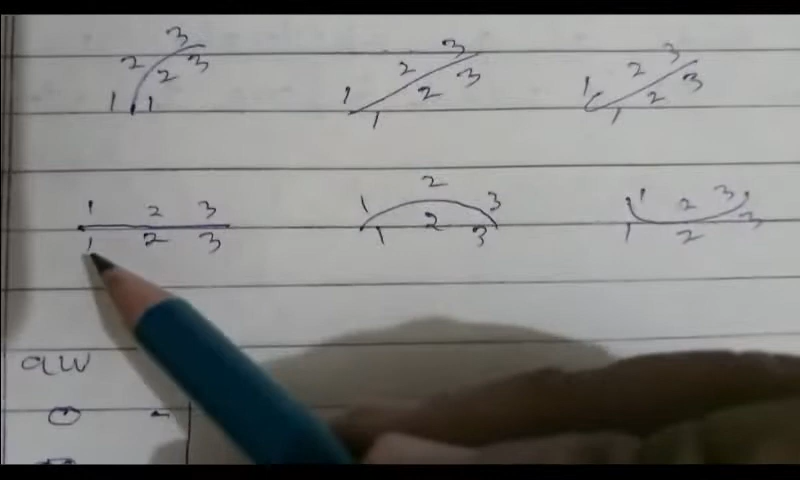 3 3 3
2 3 2 3 2 3
1 2 1 2 1 2
1 1 1
1 2 3 1 2 3 1 2 3
1 2 3 1 2 3 1 2 3
aw